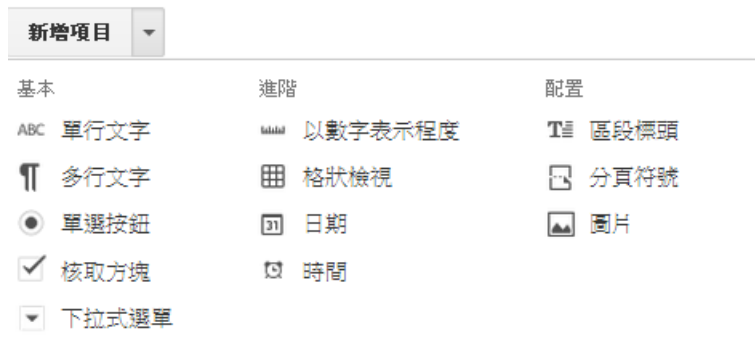 新增項目
基本 進階 配置
ABC 單行文字 以數字表示程度 T 區段標頭
多行文字 格狀檢視 分頁符號
單選按鈕 31 日期 圖片
核取方塊 時間
下拉式選單